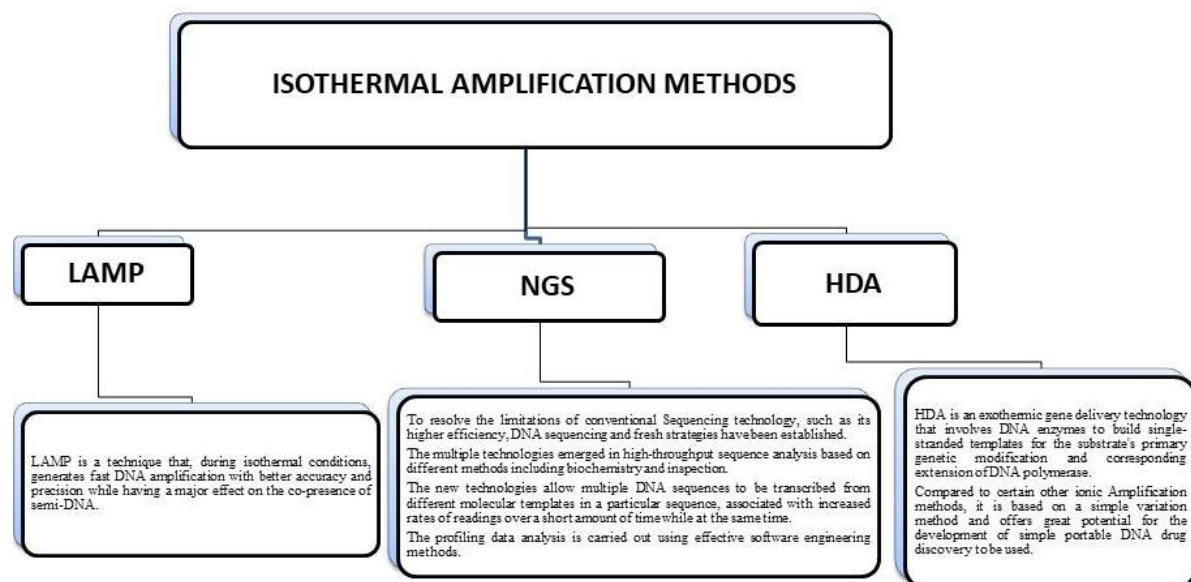 ISOTHERMAL AMPLIFICATION METHODS
LAMP
NGS
HDA
LAMP is a technique that, during isothermal conditions,
generates fast DNA amplification with better accuracy and
precision while having a major effect on the co-presence of
semi-DNA.
To resolve the limitations of conventional Sequencing technology, such as its
higher efficiency, DNA sequencing and fresh strategies have been established.
The multiple technologies emerged in high-throughput sequence analysis based on
different methods including biochemistry and inspection.
The new technologies allow multiple DNA sequences to be transcribed from
different molecular templates in a particular sequence, associated with increased
rates of readings over a short amount of time while at the same time.
The profiling data analysis is carried out using effective software engineering
methods.
HDA is an exothermic gene delivery technology
that involves DNA enzymes to build single-
stranded templates for the substrate's primary
genetic modification and corresponding
extension of DNA polymerase.
Compared to certain other ionic Amplification
methods, it is based on a simple variation
method and offers great potential for the
development of simple portable DNA drug
discovery to be used.